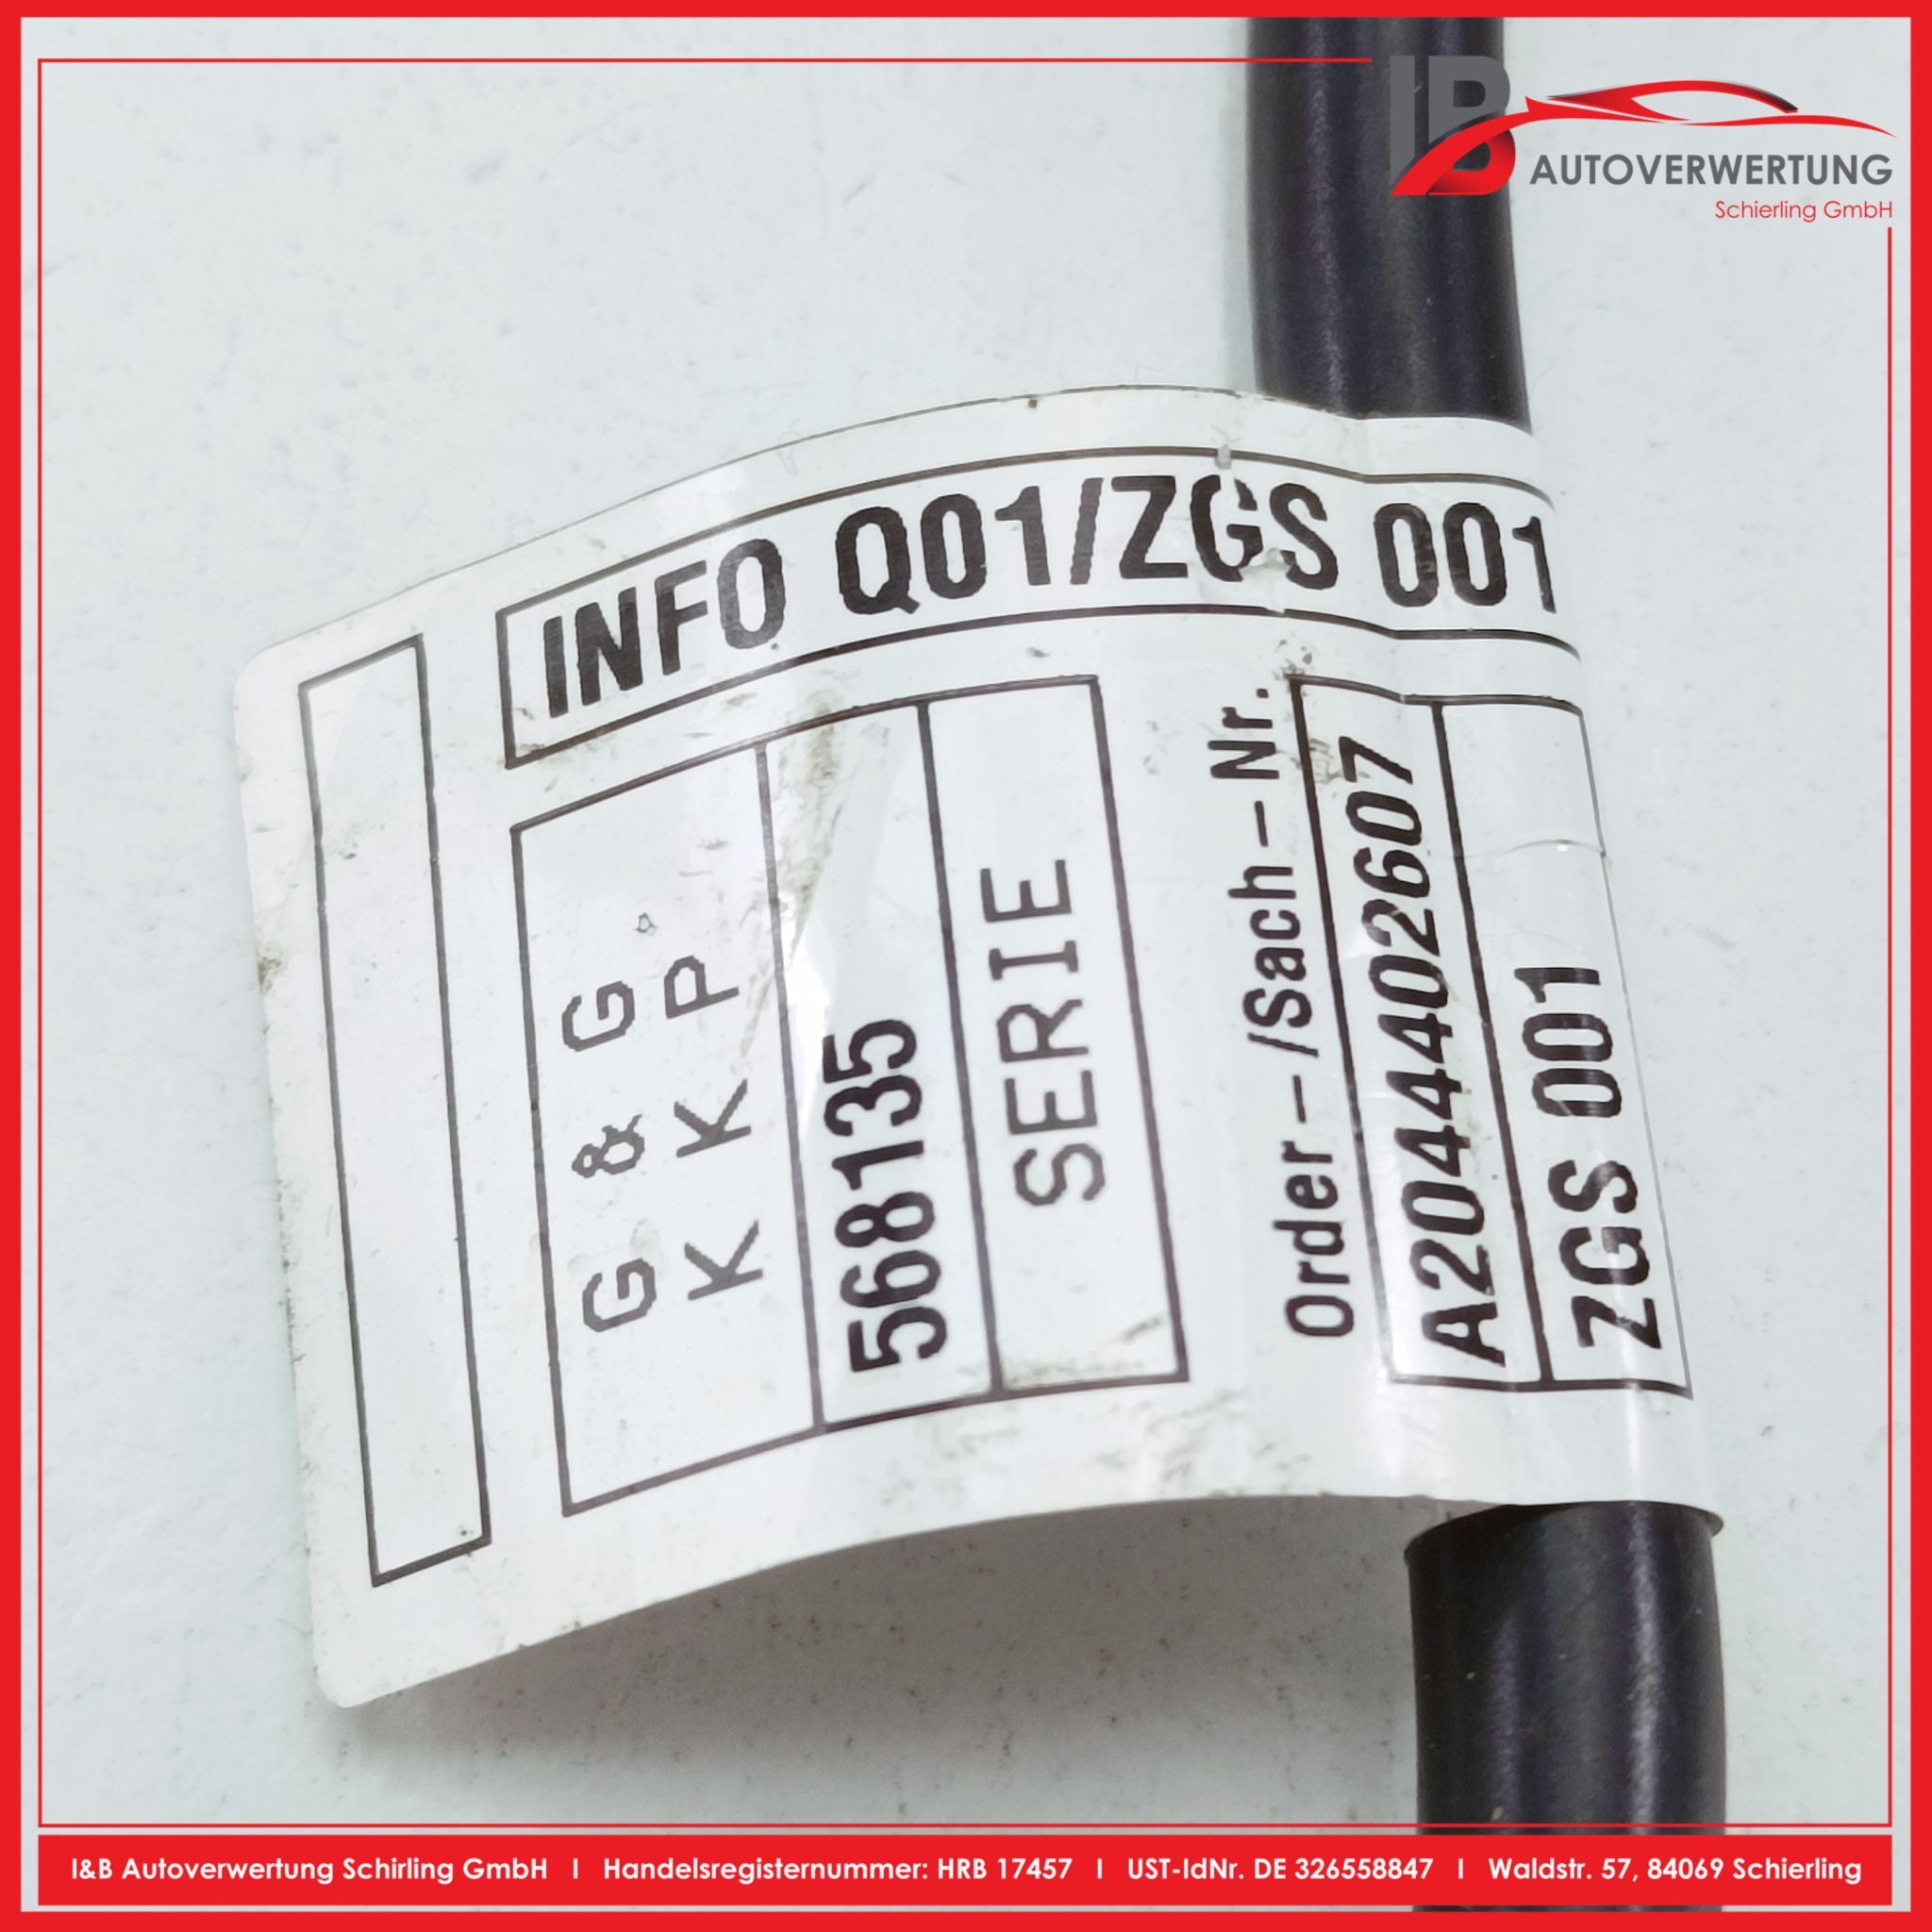 IB
AUTOVERWERTUNG
Schierling GmbH
INFO Q01/ZGS 001
G & G
K K P
568135
SERIE
Order-/Sach-Nr.
A2044402607
ZGS 001
I&B Autoverwertung Schirling GmbH I Handelsregisternummer: HRB 17457 I UST-IdNr. DE 326558847 I Waldstr. 57, 84069 Schierling